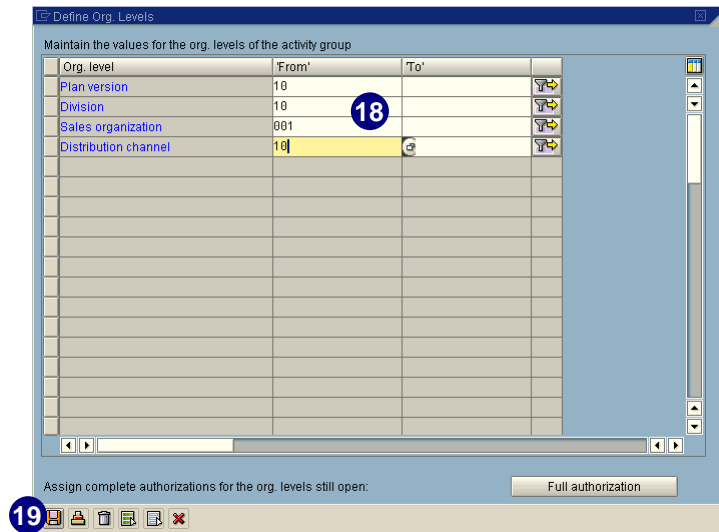 Define Org. Levels
Maintain the values for the org. levels of the activity group
Org. level 'From' 'To'
Plan version 10
Division 10
18
Sales organization 001
Distribution channel 10
Assign complete authorizations for the org. levels still open: Full authorization
19